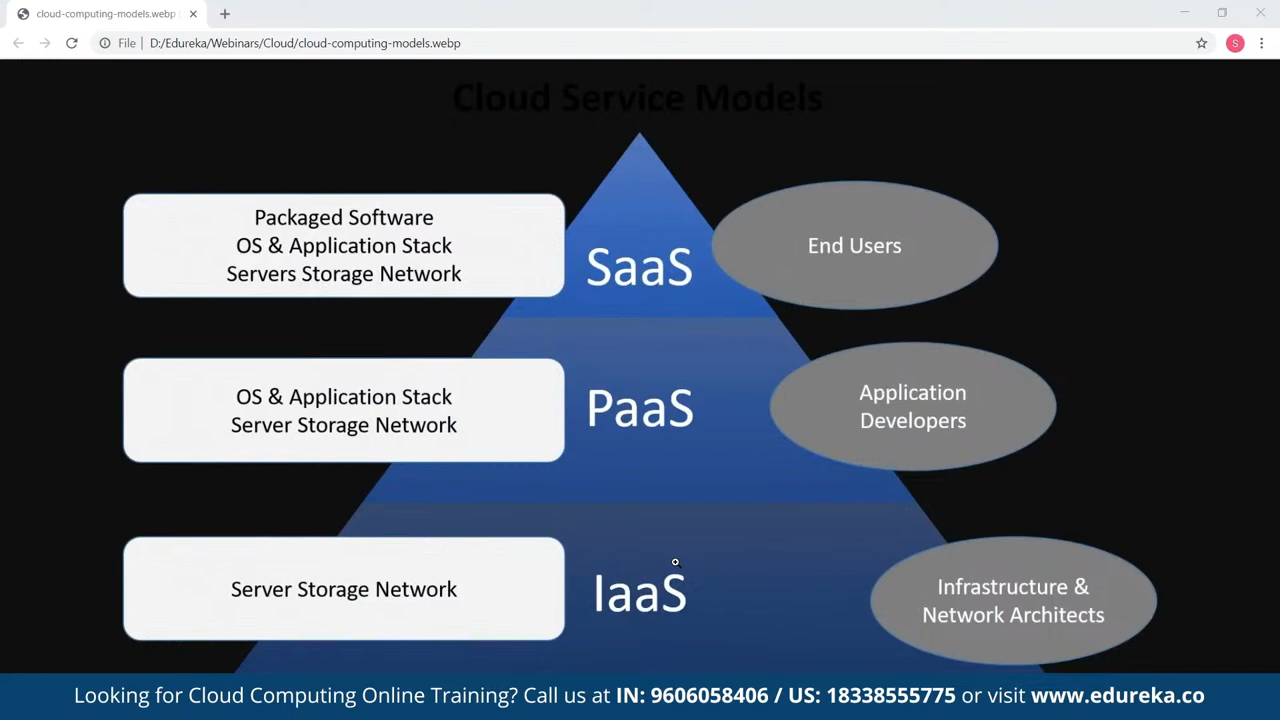 cloud-computing-models.webp
File
D:/Edureka/Webinars/Cloud/cloud-computing-models.webp
S
Cloud Service Models
Packaged Software
OS & Application Stack
Servers Storage Network
SaaS
End Users
OS & Application Stack
Server Storage Network
PaaS
Application
Developers
Server Storage Network
IaaS
Infrastructure &
Network Architects
Looking for Cloud Computing Online Training? Call us at IN: 9606058406 / US: 18338555775 or visit www.edureka.co